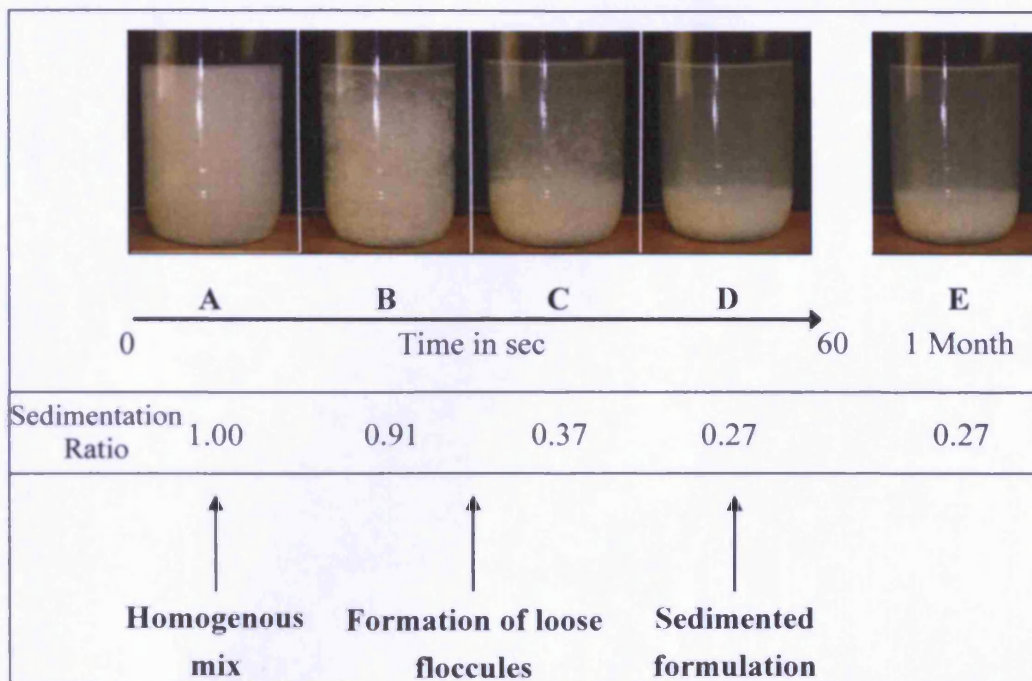 A B C D E
0 Time in sec 60 1 Month
Sedimentation
Ratio 1.00 0.91 0.37 0.27 0.27
Homogenous Formation of loose Sedimented
mix floccules formulation